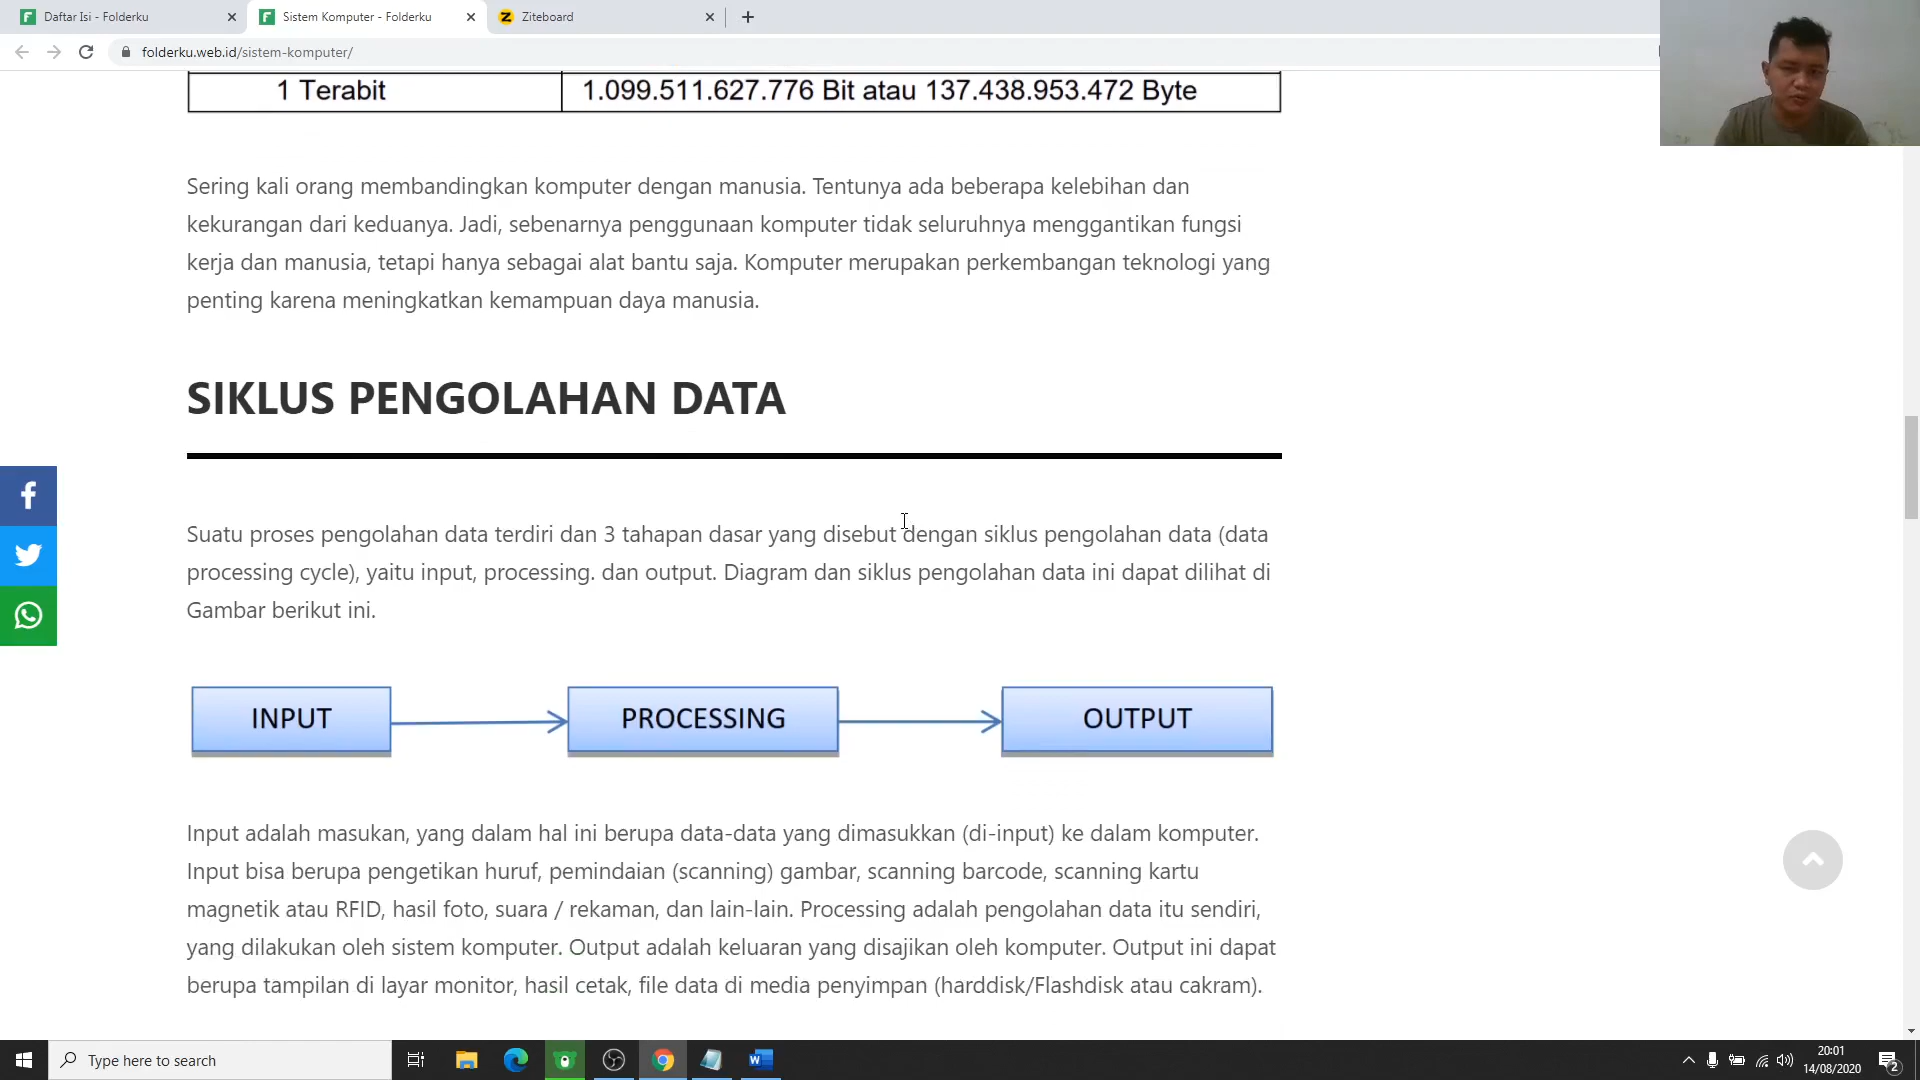 Daftar Isi - Folderku
Sistem Komputer - Folderku
Ziteboard
folderku.web.id/sistem-komputer/
1 Terabit 1.099.511.627.776 Bit atau 137.438.953.472 Byte
Sering kali orang membandingkan komputer dengan manusia. Tentunya ada beberapa kelebihan dan
kekurangan dari keduanya. Jadi, sebenarnya penggunaan komputer tidak seluruhnya menggantikan fungsi
kerja dan manusia, tetapi hanya sebagai alat bantu saja. Komputer merupakan perkembangan teknologi yang
penting karena meningkatkan kemampuan daya manusia.
SIKLUS PENGOLAHAN DATA
Suatu proses pengolahan data terdiri dan 3 tahapan dasar yang disebut dengan siklus pengolahan data (data
processing cycle), yaitu input, processing. dan output. Diagram dan siklus pengolahan data ini dapat dilihat di
Gambar berikut ini.
INPUT PROCESSING OUTPUT
Input adalah masukan, yang dalam hal ini berupa data-data yang dimasukkan (di-input) ke dalam komputer.
Input bisa berupa pengetikan huruf, pemindaian (scanning) gambar, scanning barcode, scanning kartu
magnetik atau RFID, hasil foto, suara / rekaman, dan lain-lain. Processing adalah pengolahan data itu sendiri,
yang dilakukan oleh sistem komputer. Output adalah keluaran yang disajikan oleh komputer. Output ini dapat
berupa tampilan di layar monitor, hasil cetak, file data di media penyimpan (harddisk/Flashdisk atau cakram).
Type here to search
20:01
14/08/2020
2